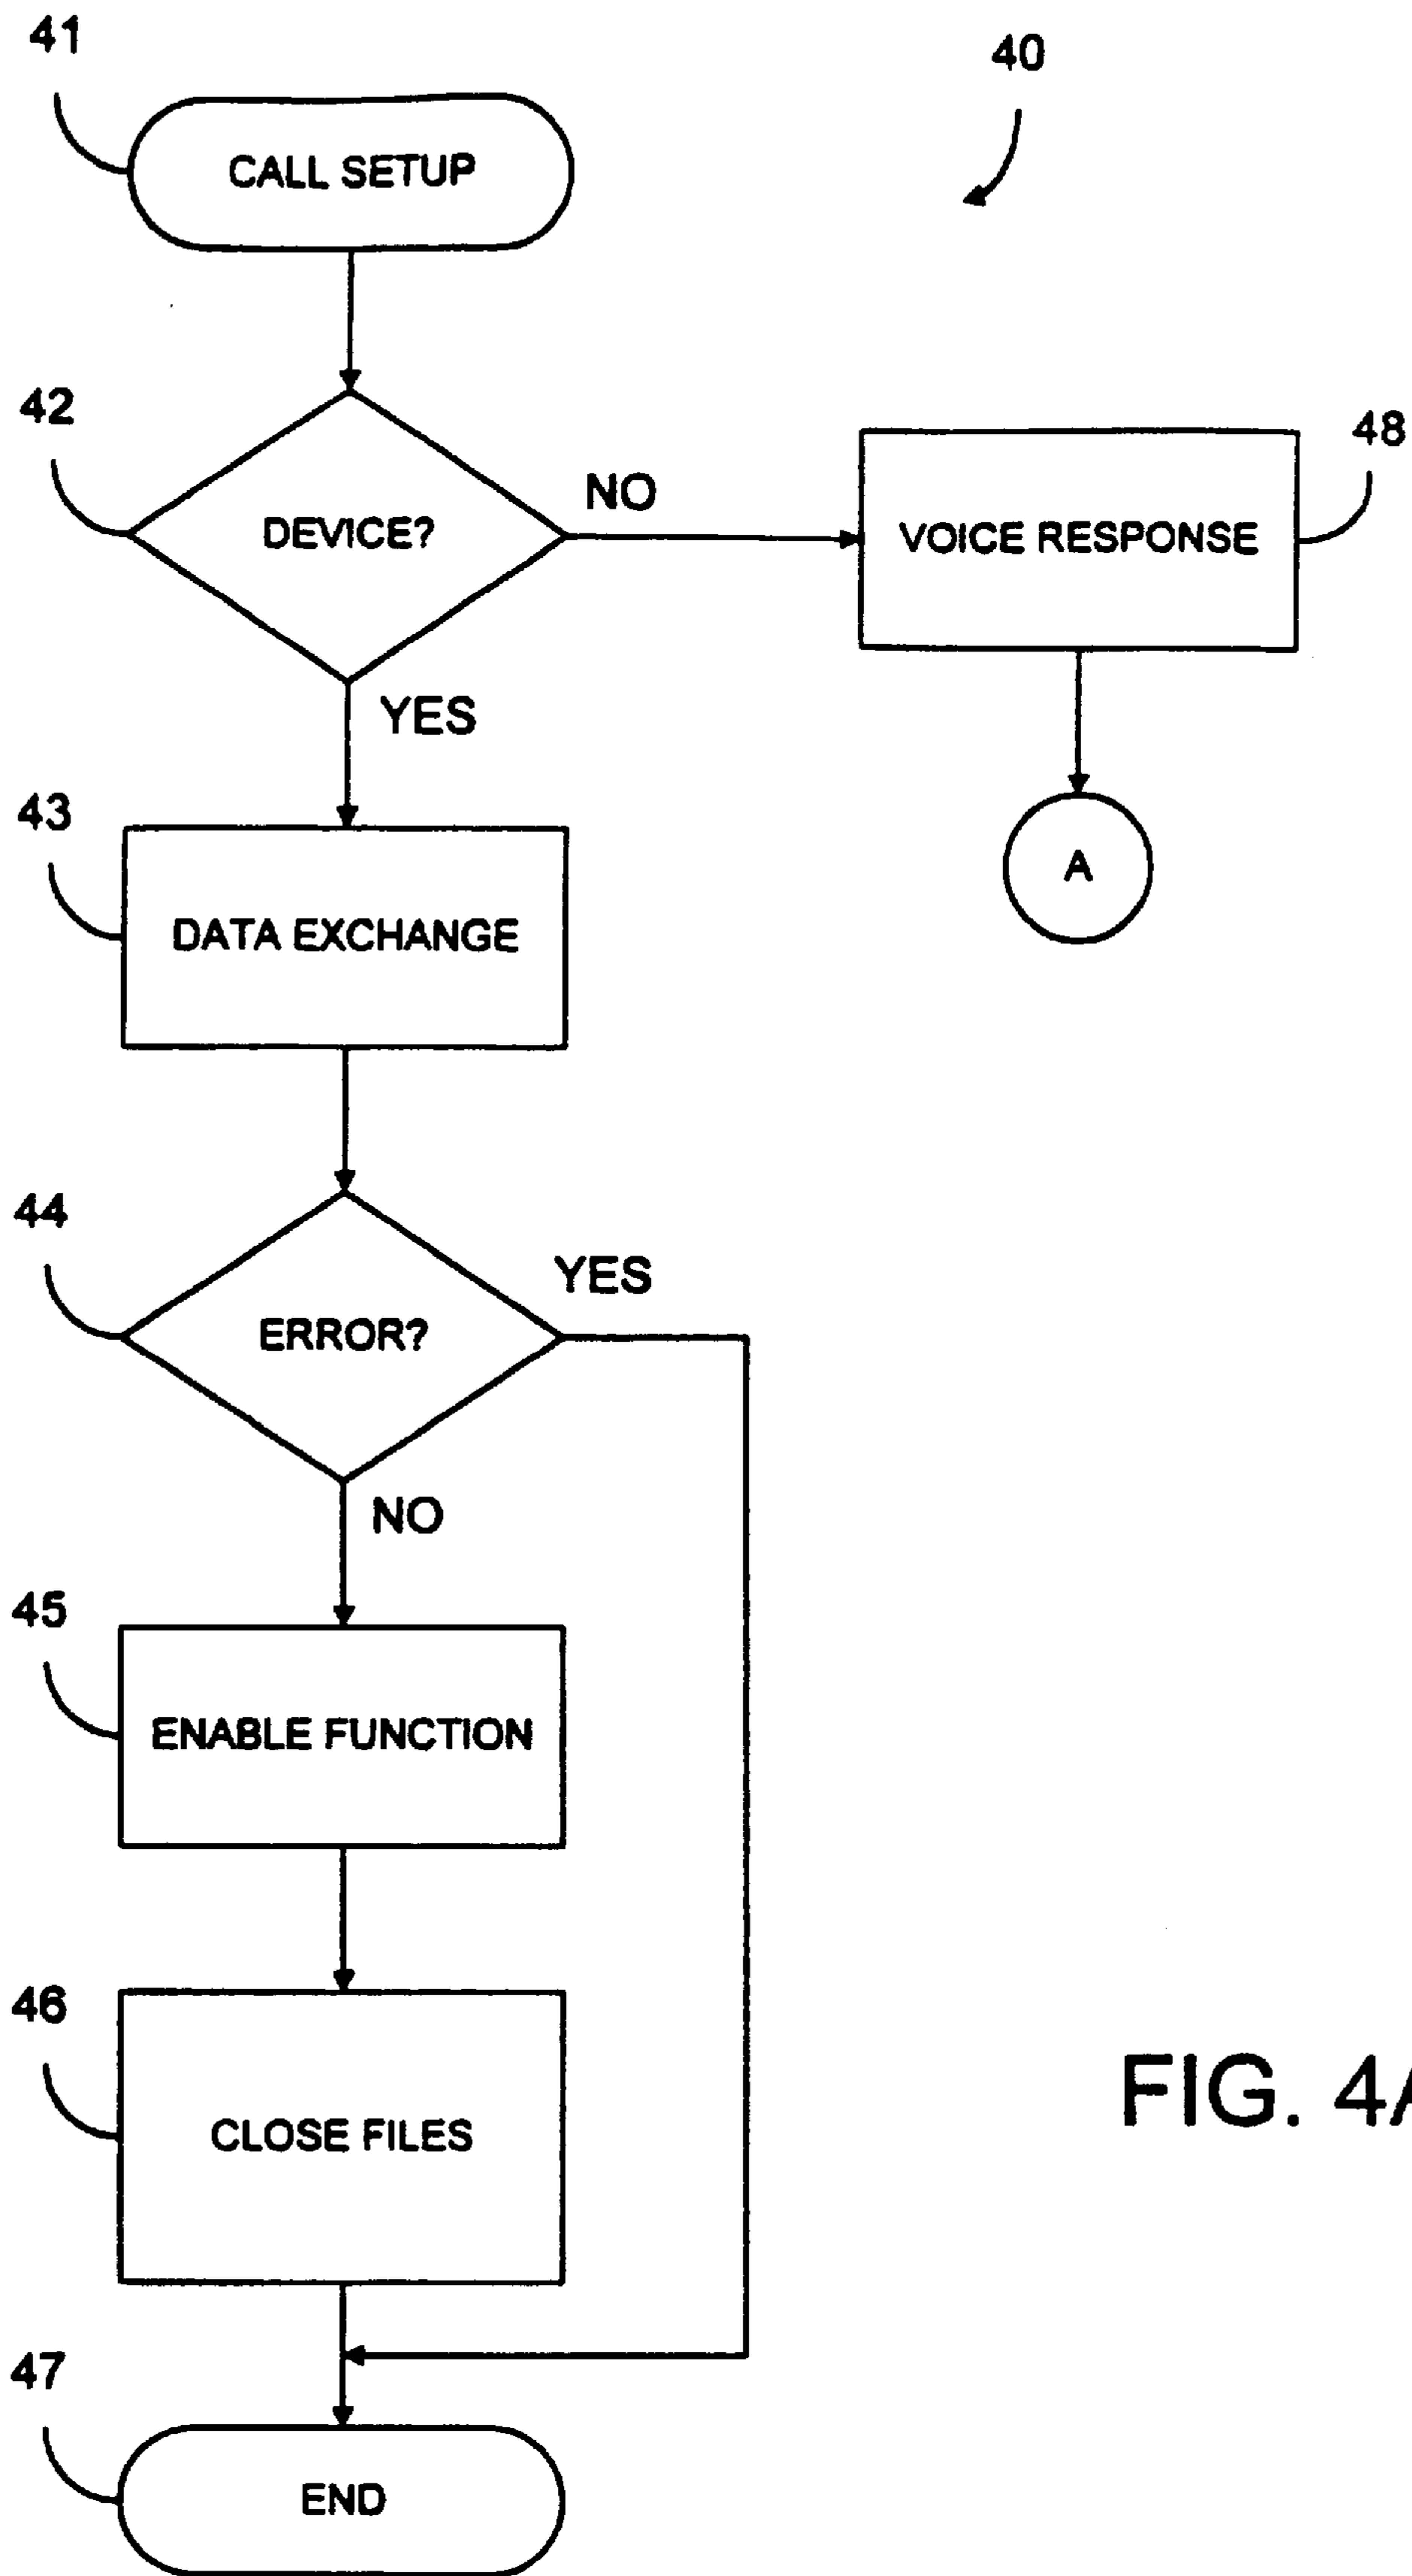 41
40
CALL SETUP
42
48
NO
DEVICE?
VOICE RESPONSE
YES
43
A
DATA EXCHANGE
44
YES
ERROR?
NO
45
ENABLE FUNCTION
46
CLOSE FILES
FIG. 4A
47
END